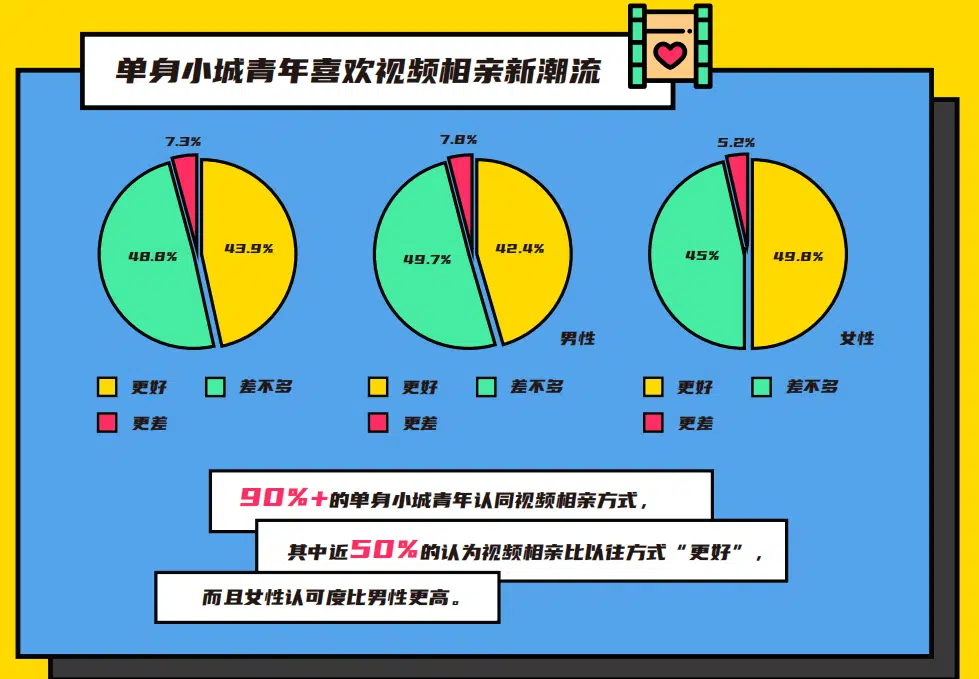 单身小城青年喜欢视频相亲新潮流
7.3%
7.8%
5.2%
48.8%
43.9%
49.7%
42.4%
45%
49.8%
男性
女性
更好 差不多
更差
更好 差不多
更差
更好 差不多
更差
90%+的单身小城青年认同视频相亲方式，
其中近50%的认为视频相亲比以往方式“更好”，
而且女性认可度比男性更高。